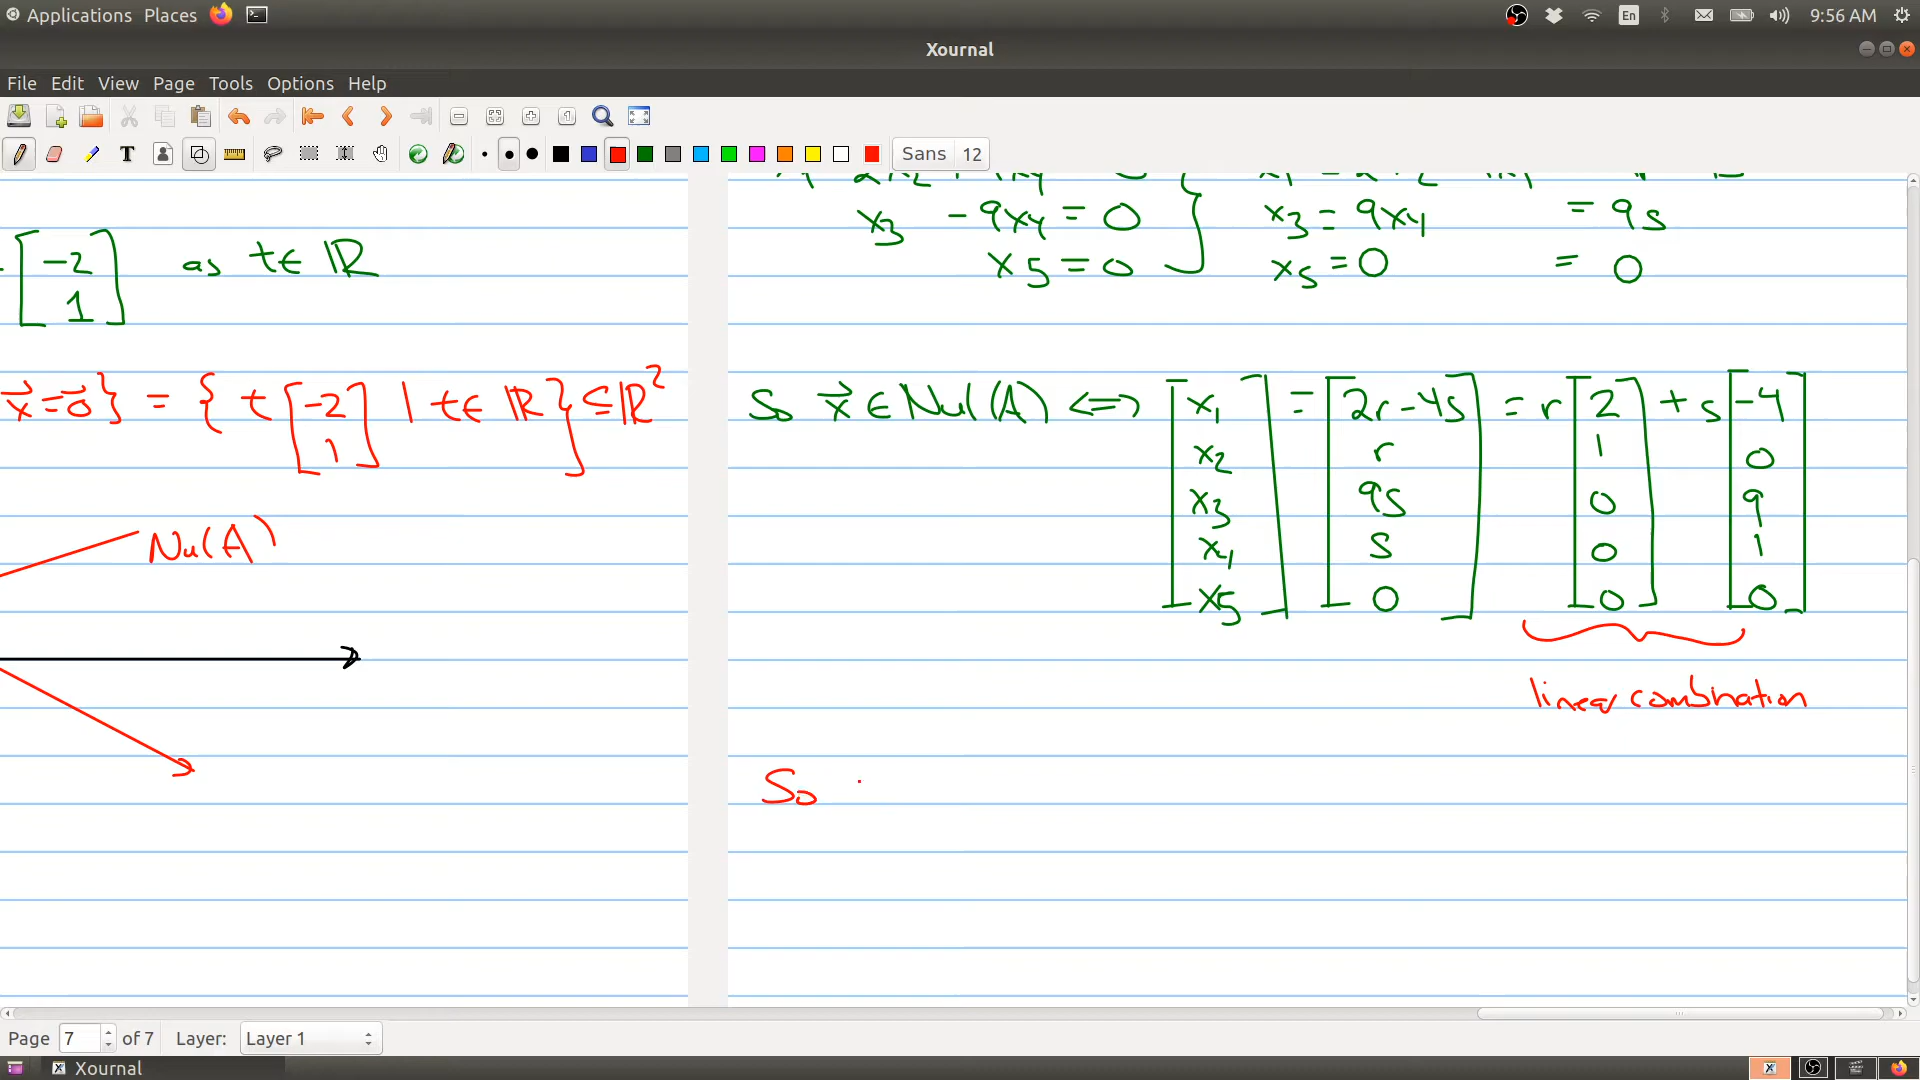 Applications Places En 9:56 AM
Xournal
File Edit View Page Tools Options Help
Sans 12
[-2 1] as t∈ ℝ
x⃗=0⃗} = { t [-2 1] | t∈ ℝ} ⊆ℝ²
Nul(A)
x3 - 9x4 = 0 } x3 = 9x4 = 9s
x5 = 0 x5 = 0 = 0
So x⃗ ∈ Nul(A) ⟺ [x1 = [2r-4s = r[2 + s[-4
x2 r 1 0
x3 9s 0 9
x1 s 0 1
x5] 0] 0] 0]
linear combination
So
Page 7 of 7 Layer: Layer 1
Xournal